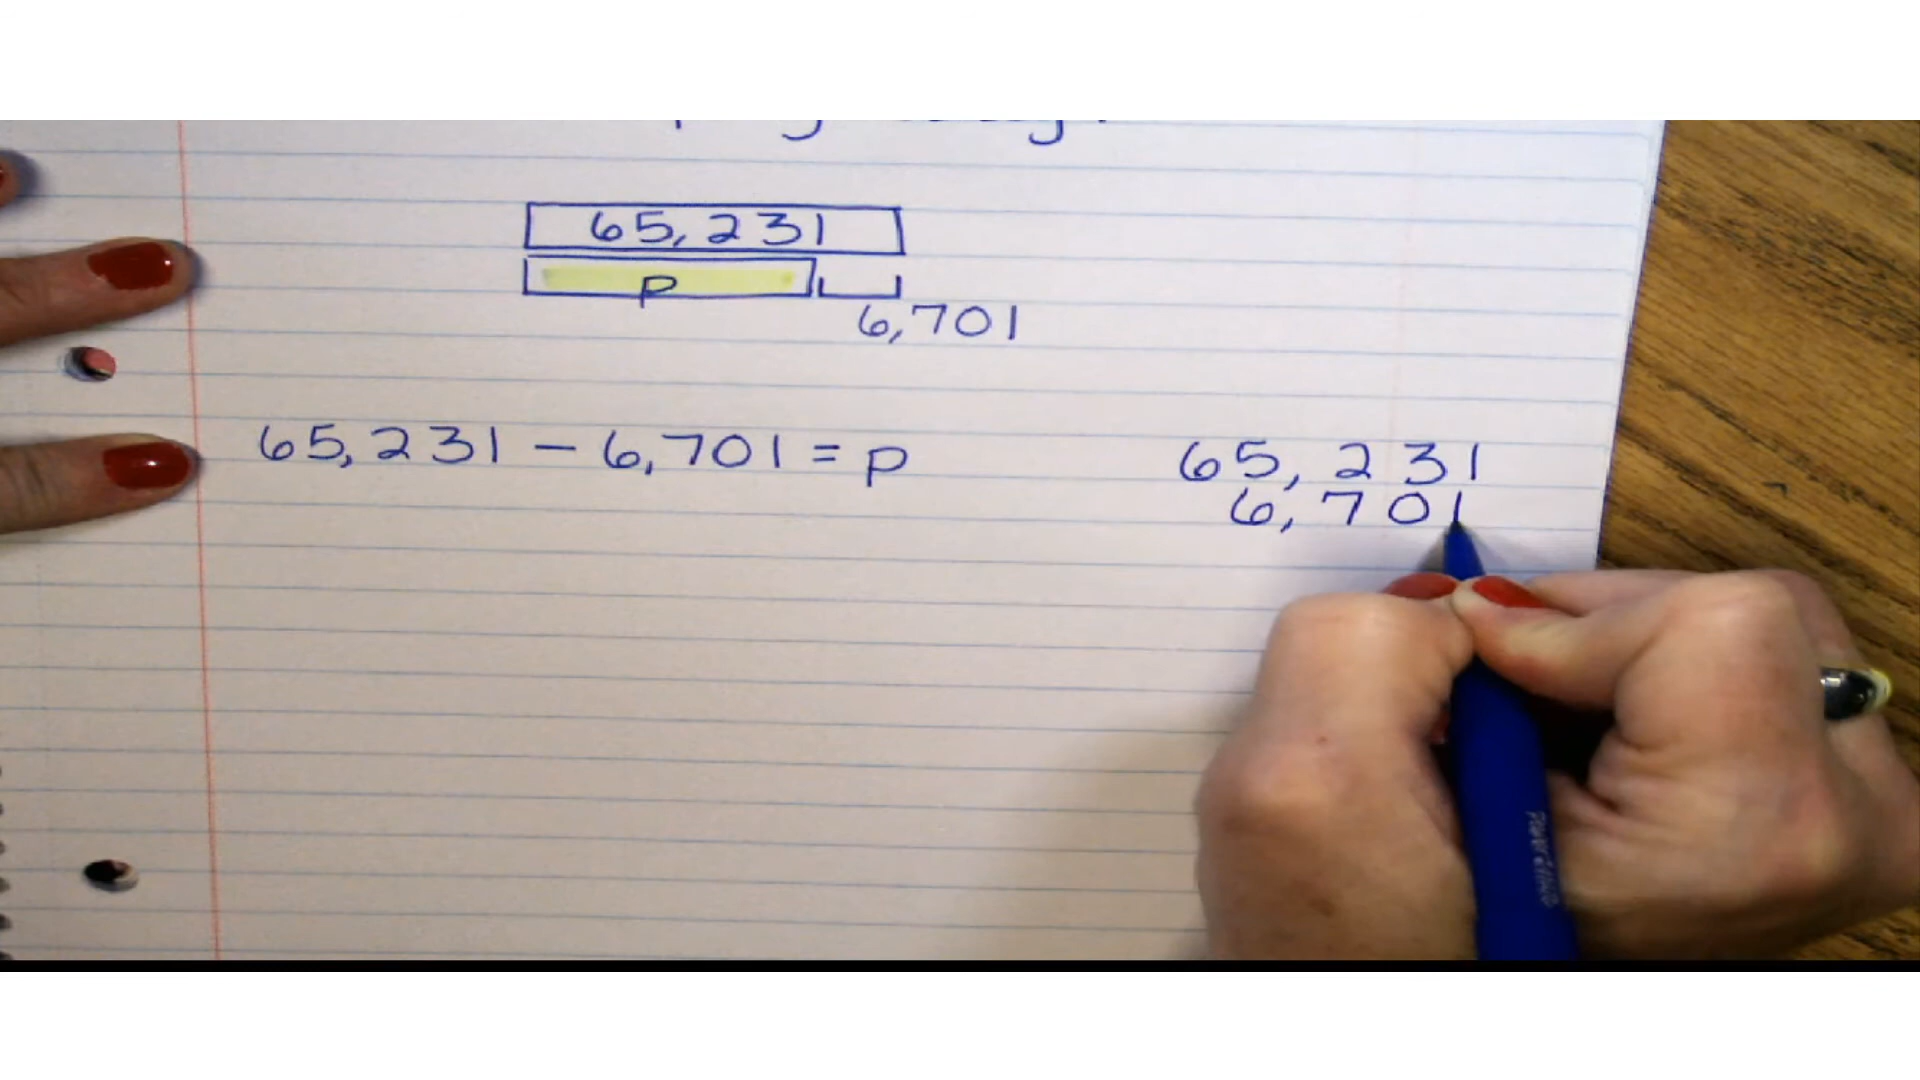 65,231
p
6,701
65,231 - 6,701 = p
65,231
6,701